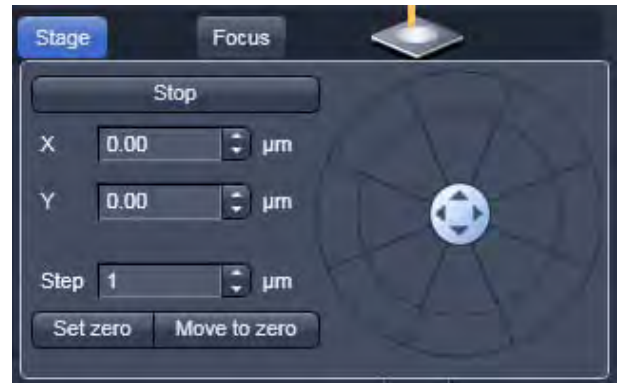 Stage Focus
Stop
X 0.00 µm
Y 0.00 µm
Step 1 µm
Set zero Move to zero